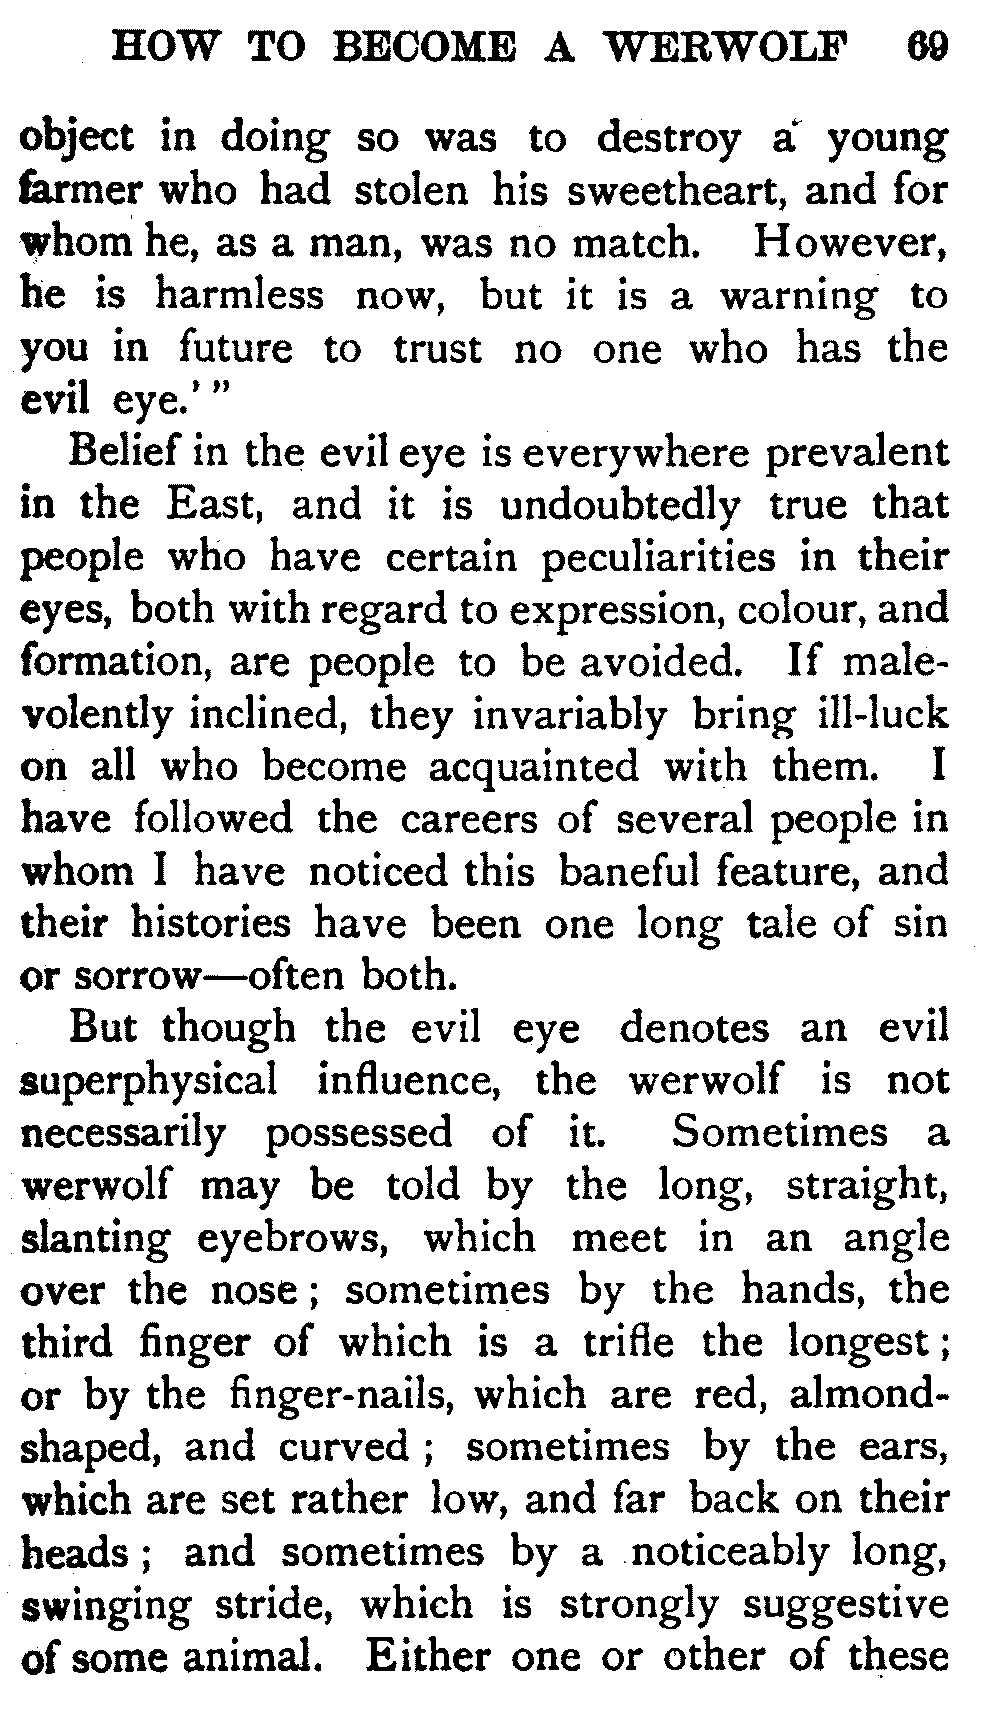 HOW TO BECOME A WERWOLF 69
object in doing so was to destroy a young
farmer who had stolen his sweetheart, and for
whom he, as a man, was no match. However,
he is harmless now, but it is a warning to
you in future to trust no one who has the
evil eye.' "
Belief in the evil eye is everywhere prevalent
in the East, and it is undoubtedly true that
people who have certain peculiarities in their
eyes, both with regard to expression, colour, and
formation, are people to be avoided. If male-
volently inclined, they invariably bring ill-luck
on all who become acquainted with them. I
have followed the careers of several people in
whom I have noticed this baneful feature, and
their histories have been one long tale of sin
or sorrow—often both.
But though the evil eye denotes an evil
superphysical influence, the werwolf is not
necessarily possessed of it. Sometimes a
werwolf may be told by the long, straight,
slanting eyebrows, which meet in an angle
over the nose ; sometimes by the hands, the
third finger of which is a trifle the longest ;
or by the finger-nails, which are red, almond-
shaped, and curved ; sometimes by the ears,
which are set rather low, and far back on their
heads ; and sometimes by a noticeably long,
swinging stride, which is strongly suggestive
of some animal. Either one or other of these